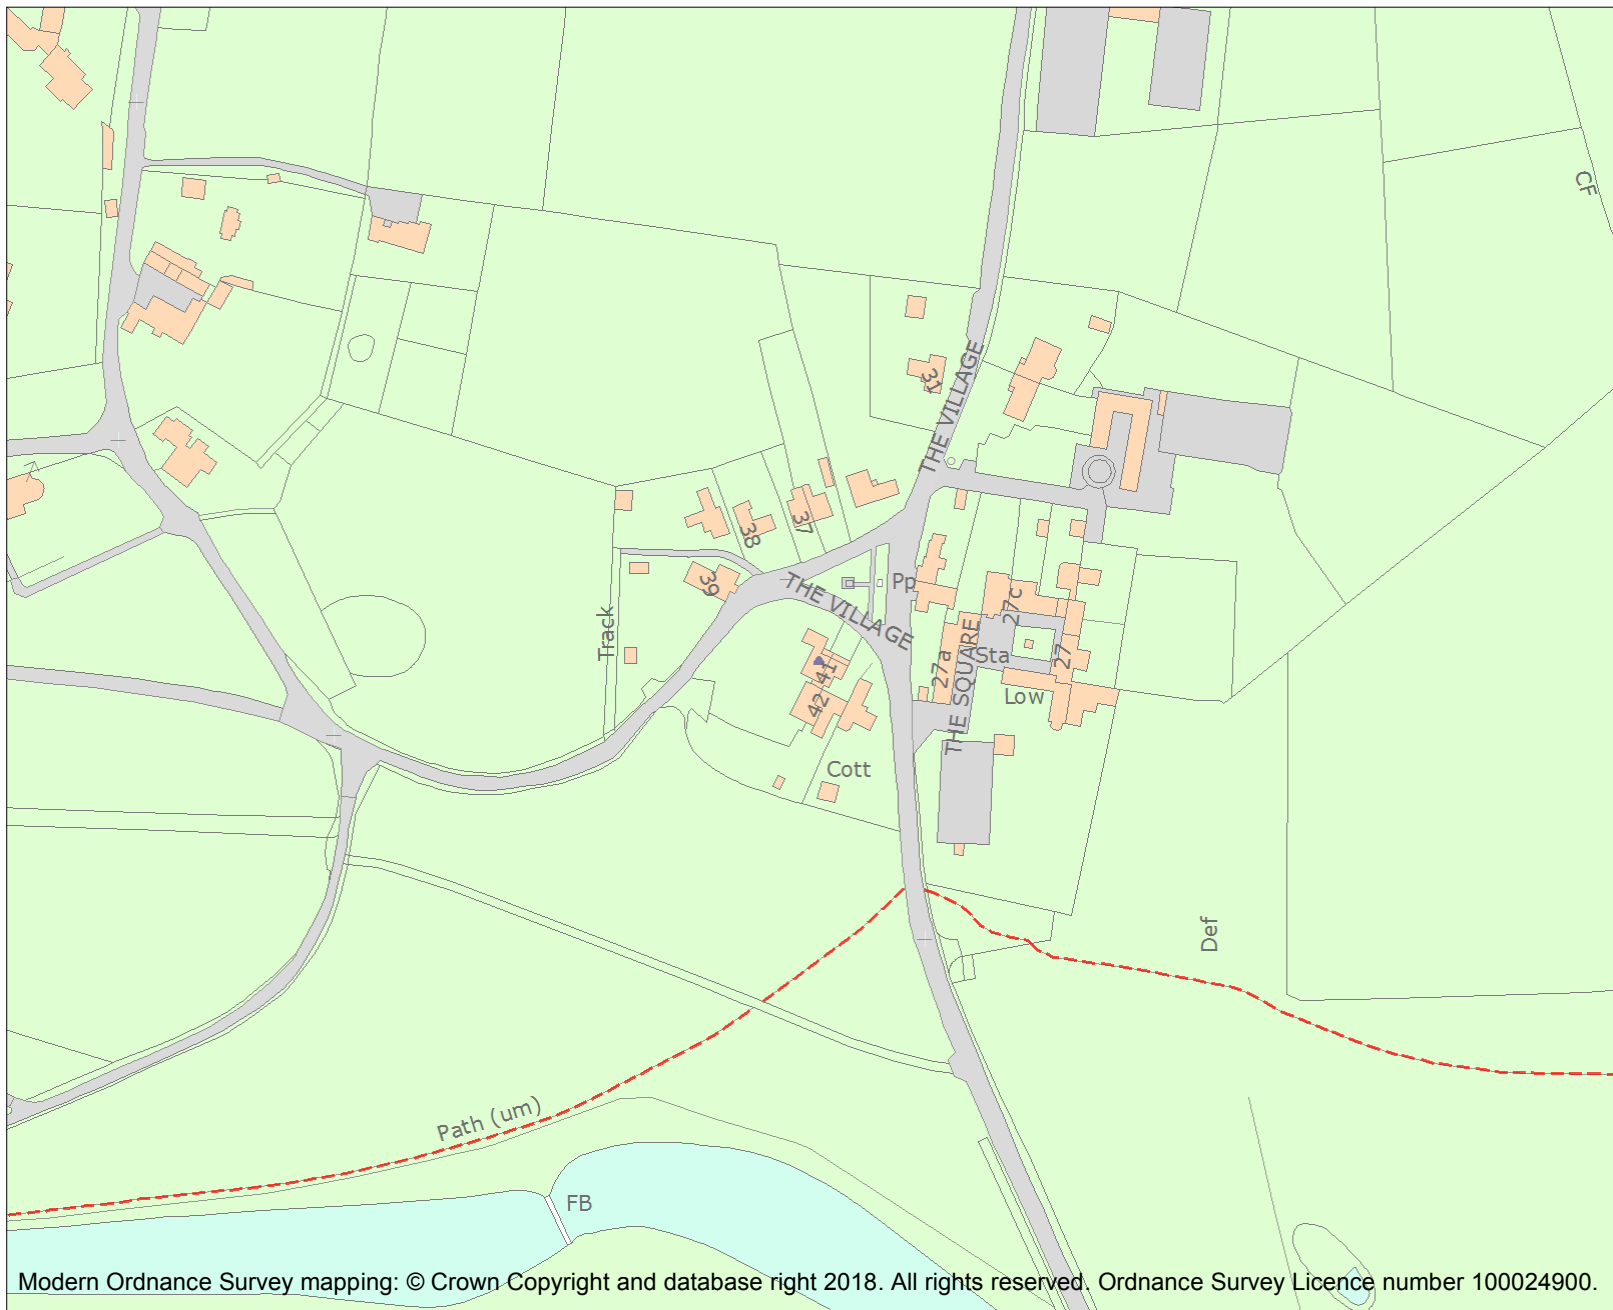 CF
31
THE VILLAGE
38
37
39
THE VILLAGE
Pp
27c
Track
41
42
27a
THE SQUARE
Sta
27
Low
Cott
Def
Path (um)
FB
Modern Ordnance Survey mapping: © Crown Copyright and database right 2018. All rights reserved. Ordnance Survey Licence number 100024900.